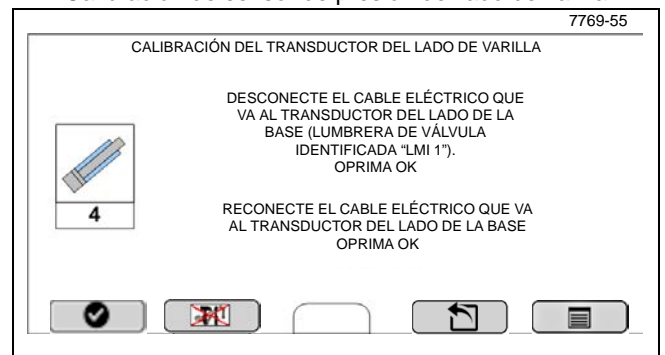 7769-55
CALIBRACIÓN DEL TRANSDUCTOR DEL LADO DE VARILLA
DESCONECTE EL CABLE ELÉCTRICO QUE
VA AL TRANSDUCTOR DEL LADO DE LA
BASE (LUMBRERA DE VÁLVULA
IDENTIFICADA “LMI 1”).
OPRIMA OK
4
RECONECTE EL CABLE ELÉCTRICO QUE VA
AL TRANSDUCTOR DEL LADO DE LA BASE
OPRIMA OK